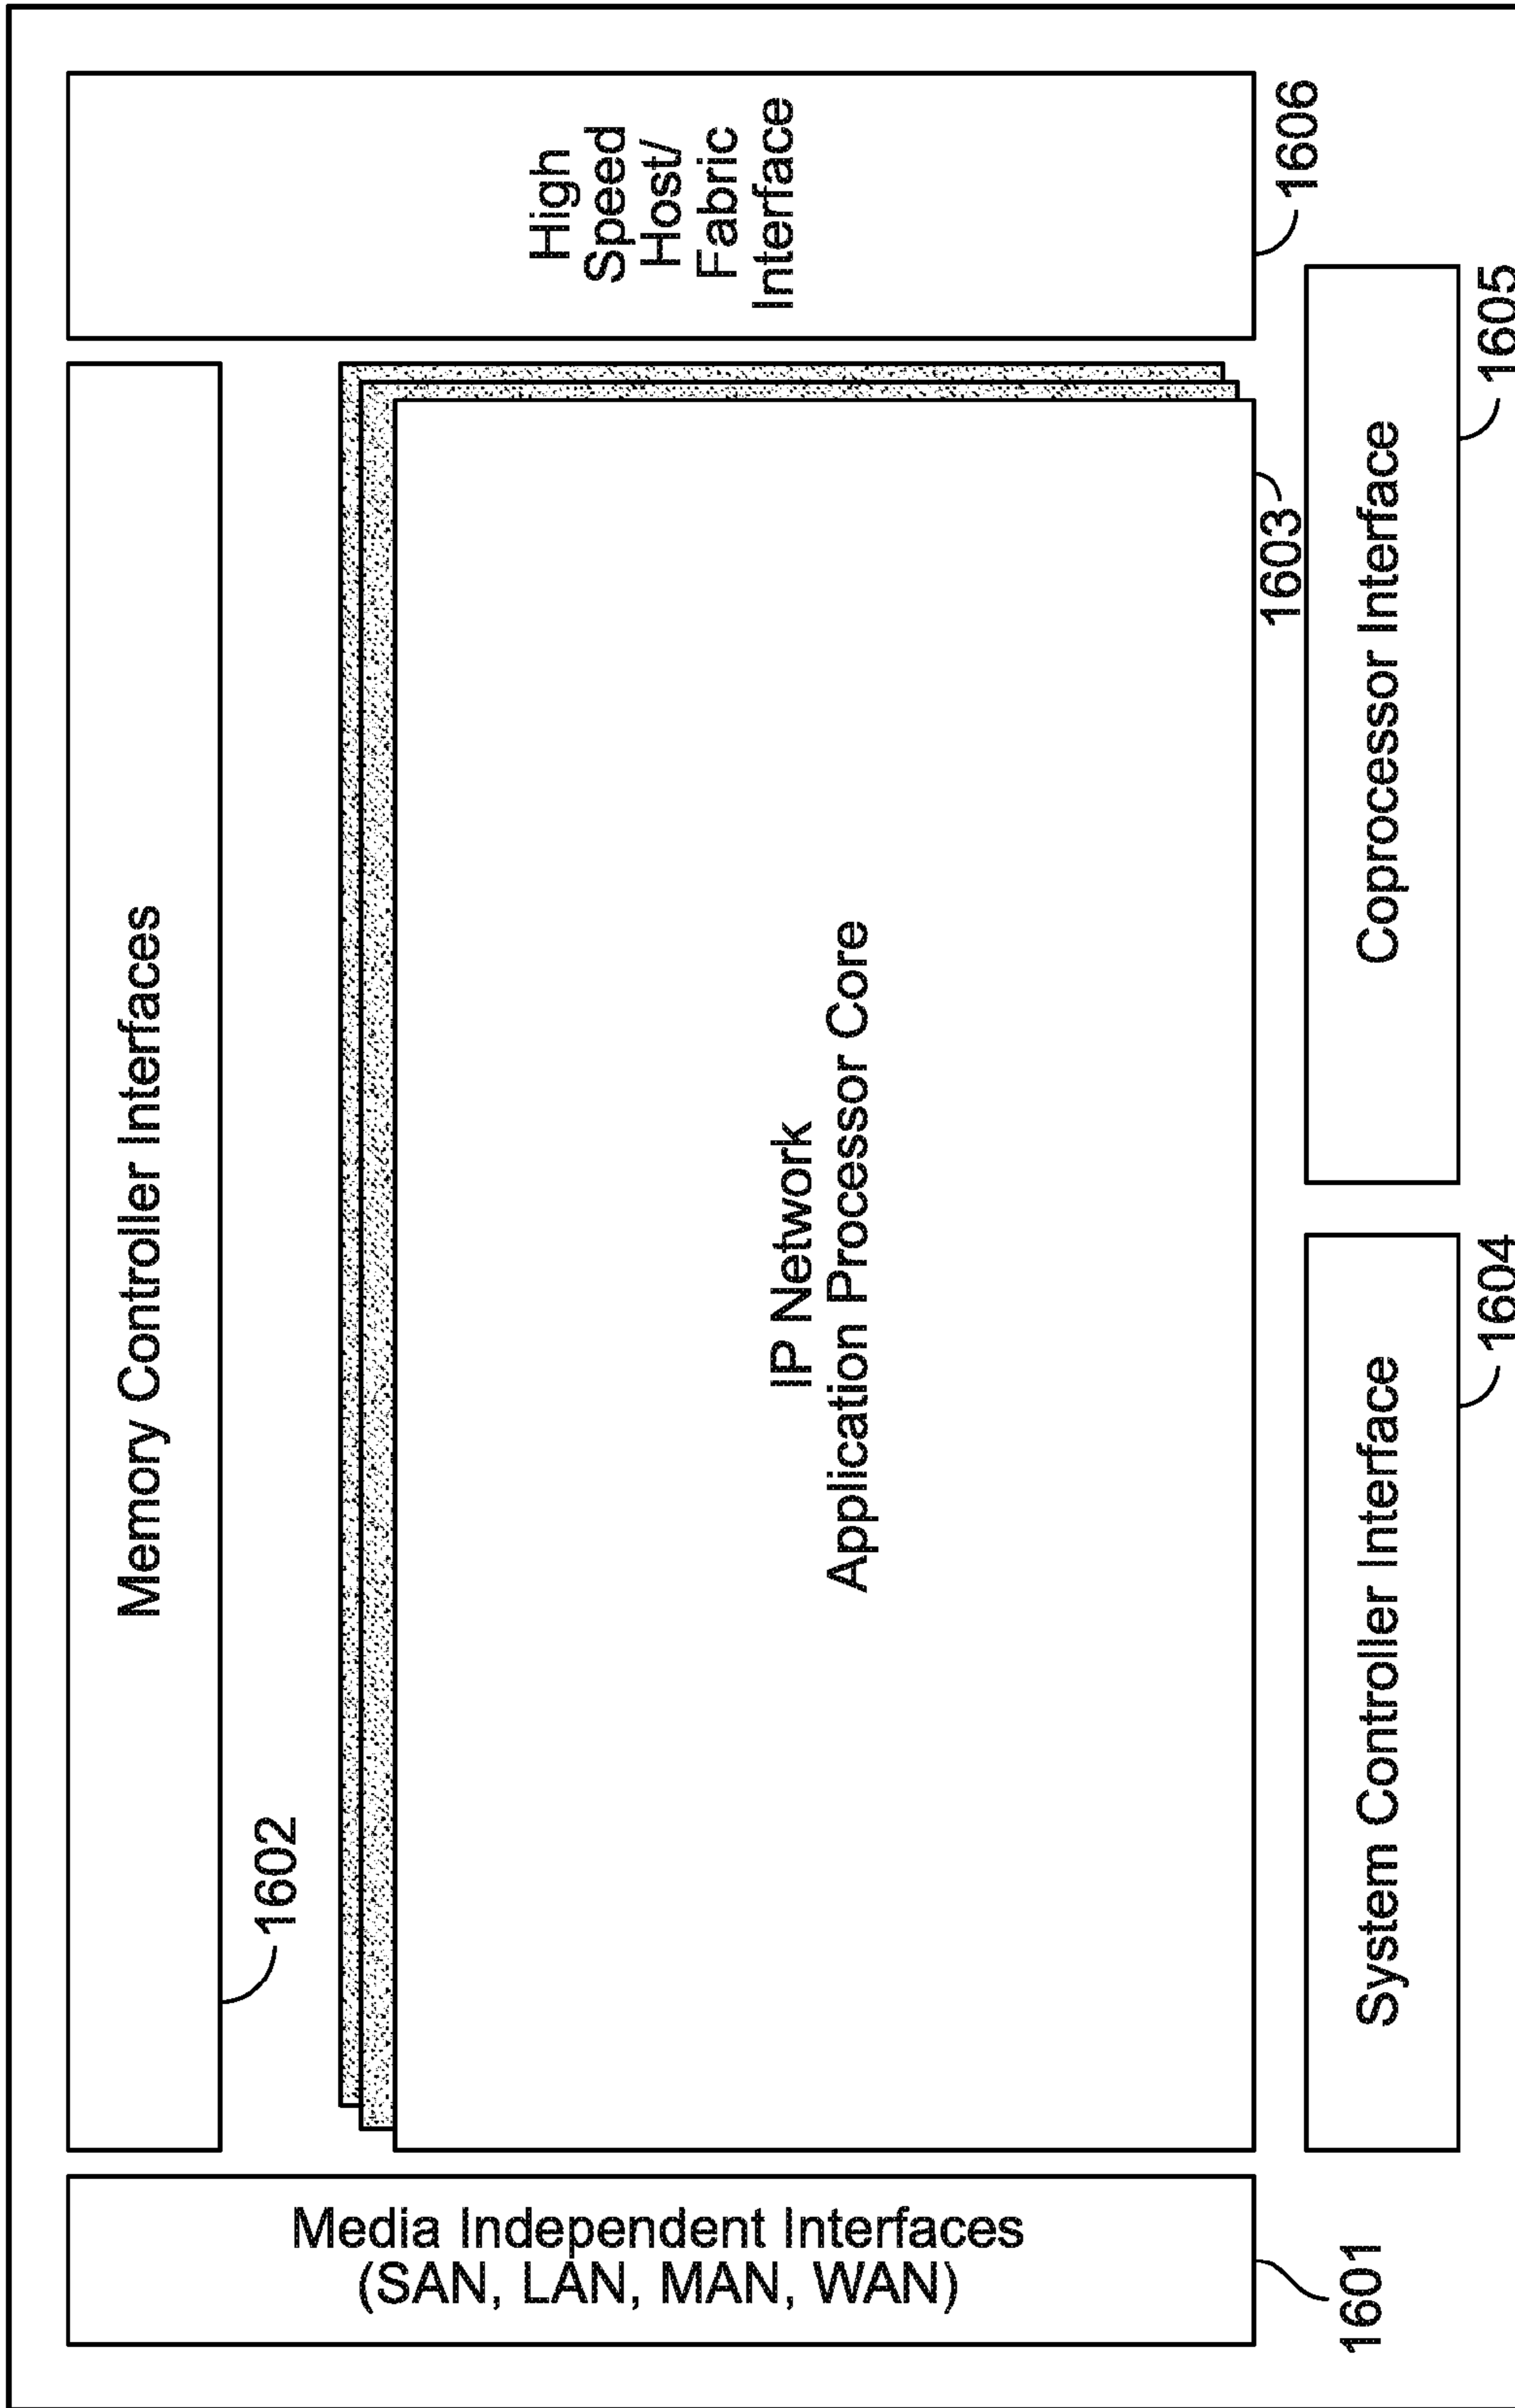 Memory Controller Interfaces
1602
High
Speed
Host/
Fabric
Interface
1606
IP Network
Application Processor Core
1603
Media Independent Interfaces
(SAN, LAN, MAN, WAN)
1601
System Controller Interface
1604
Coprocessor Interface
1605